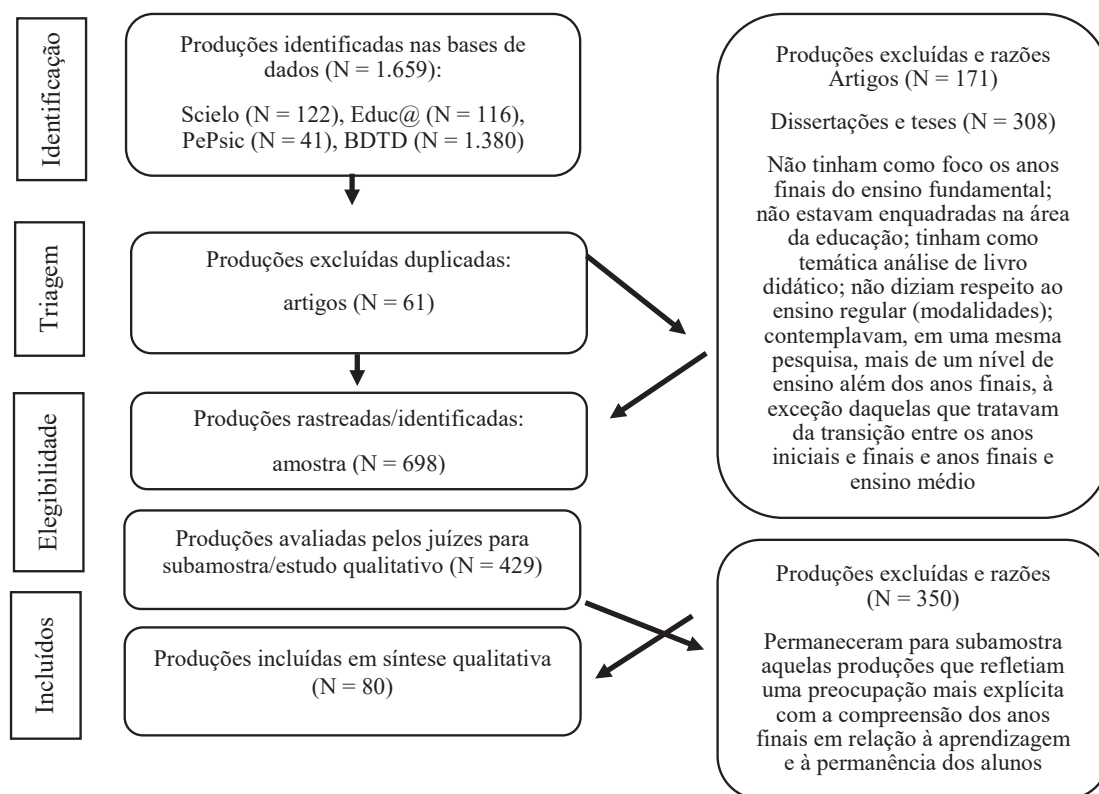 Identificação
Produções identificadas nas bases de
dados (N = 1.659):
Scielo (N = 122), Educ@ (N = 116),
PePsic (N = 41), BDTD (N = 1.380)
Triagem
Produções excluídas duplicadas:
artigos (N = 61)
Produções excluídas e razões
Artigos (N = 171)
Dissertações e teses (N = 308)
Não tinham como foco os anos
finais do ensino fundamental;
não estavam enquadradas na área
da educação; tinham como
temática análise de livro
didático; não diziam respeito ao
ensino regular (modalidades);
contemplavam, em uma mesma
pesquisa, mais de um nível de
ensino além dos anos finais, à
exceção daquelas que tratavam
da transição entre os anos
iniciais e finais e anos finais e
ensino médio
Elegibilidade
Produções rastreadas/identificadas:
amostra (N = 698)
Produções avaliadas pelos juízes para
subamostra/estudo qualitativo (N = 429)
Produções excluídas e razões
(N = 350)
Permaneceram para subamostra
aquelas produções que refletiam
uma preocupação mais explícita
com a compreensão dos anos
finais em relação à aprendizagem
e à permanência dos alunos
Incluídos
Produções incluídas em síntese qualitativa
(N = 80)